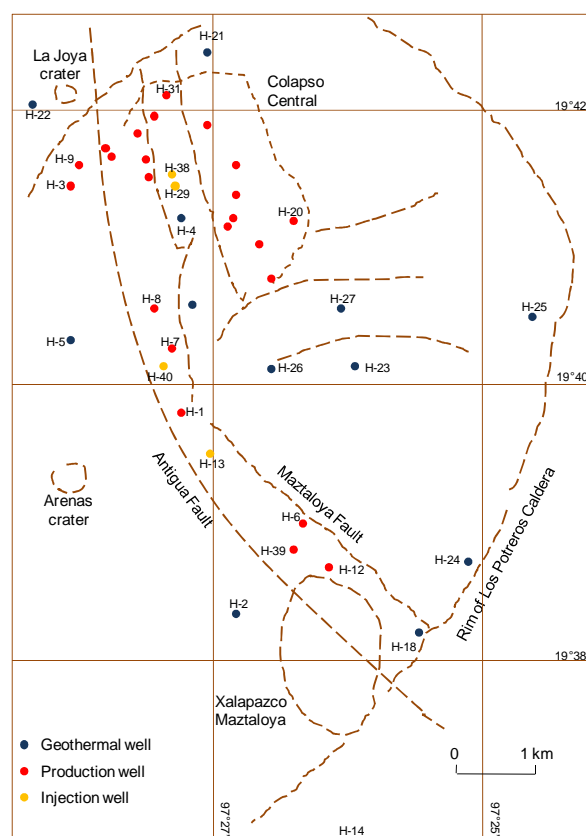 H-21
La Joya
crater
Colapso
Central
H-31
19°42
H-22
H-9
H-38
H-3
H-29
H-20
H-4
H-8
H-27
H-25
H-5
H-7
H-40
H-26
H-23
19°40
H-1
H-13
Antigua Fault
Maztaloya Fault
Arenas
crater
H-6
H-39
H-12
H-24
Rim of Los Potreros Caldera
H-2
H-18
19°38
Xalapazco
Maztaloya
Geothermal well
Production well
Injection well
0 1 km
97°27
97°25
H-14